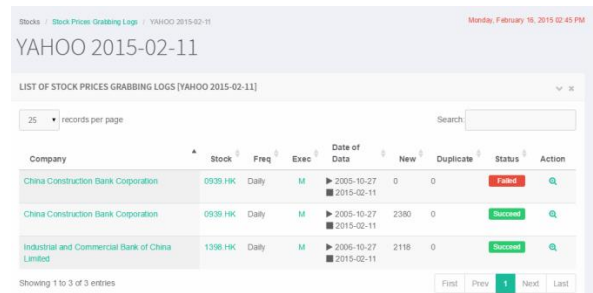 Stocks / Stock Prices Grabbing Logs / YAHOO 2015-02-11
Monday, February 16, 2015 02:45 PM
YAHOO 2015-02-11
LIST OF STOCK PRICES GRABBING LOGS [YAHOO 2015-02-11]
25 records per page
Search:
Company Stock Freq Exec Date of Data New Duplicate Status Action
China Construction Bank Corporation 0939.HK Daily M 2005-10-27 0 0 Failed
2015-02-11
China Construction Bank Corporation 0939.HK Daily M 2005-10-27 2380 0 Succeed
2015-02-11
Industrial and Commercial Bank of China 1398.HK Daily M 2006-10-27 2118 0 Succeed
Limited 2015-02-11
Showing 1 to 3 of 3 entries
First Prev 1 Next Last